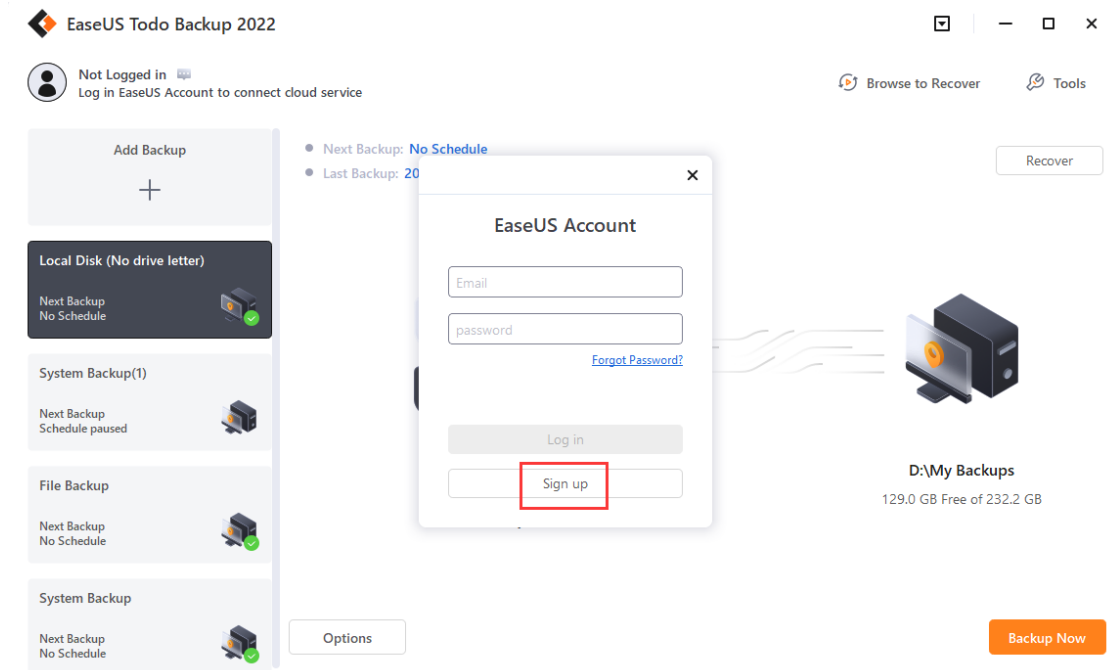 EaseUS Todo Backup 2022
Not Logged in
Log in EaseUS Account to connect cloud service
Browse to Recover
Tools
Add Backup
Next Backup: No Schedule
Last Backup: 20
Recover
Local Disk (No drive letter)
Next Backup
No Schedule
System Backup(1)
Next Backup
Schedule paused
File Backup
Next Backup
No Schedule
System Backup
Next Backup
No Schedule
EaseUS Account
Email
password
Forgot Password?
Log in
Sign up
D:\My Backups
129.0 GB Free of 232.2 GB
Options
Backup Now